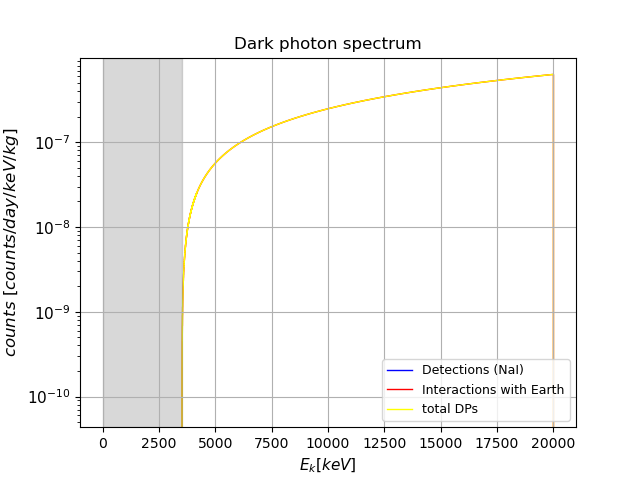 Dark photon spectrum
counts [counts/day/keV/kg]
10⁻⁷
10⁻⁸
10⁻⁹
10⁻¹⁰
Detections (NaI)
Interactions with Earth
total DPs
0 2500 5000 7500 10000 12500 15000 17500 20000
E_k[keV]